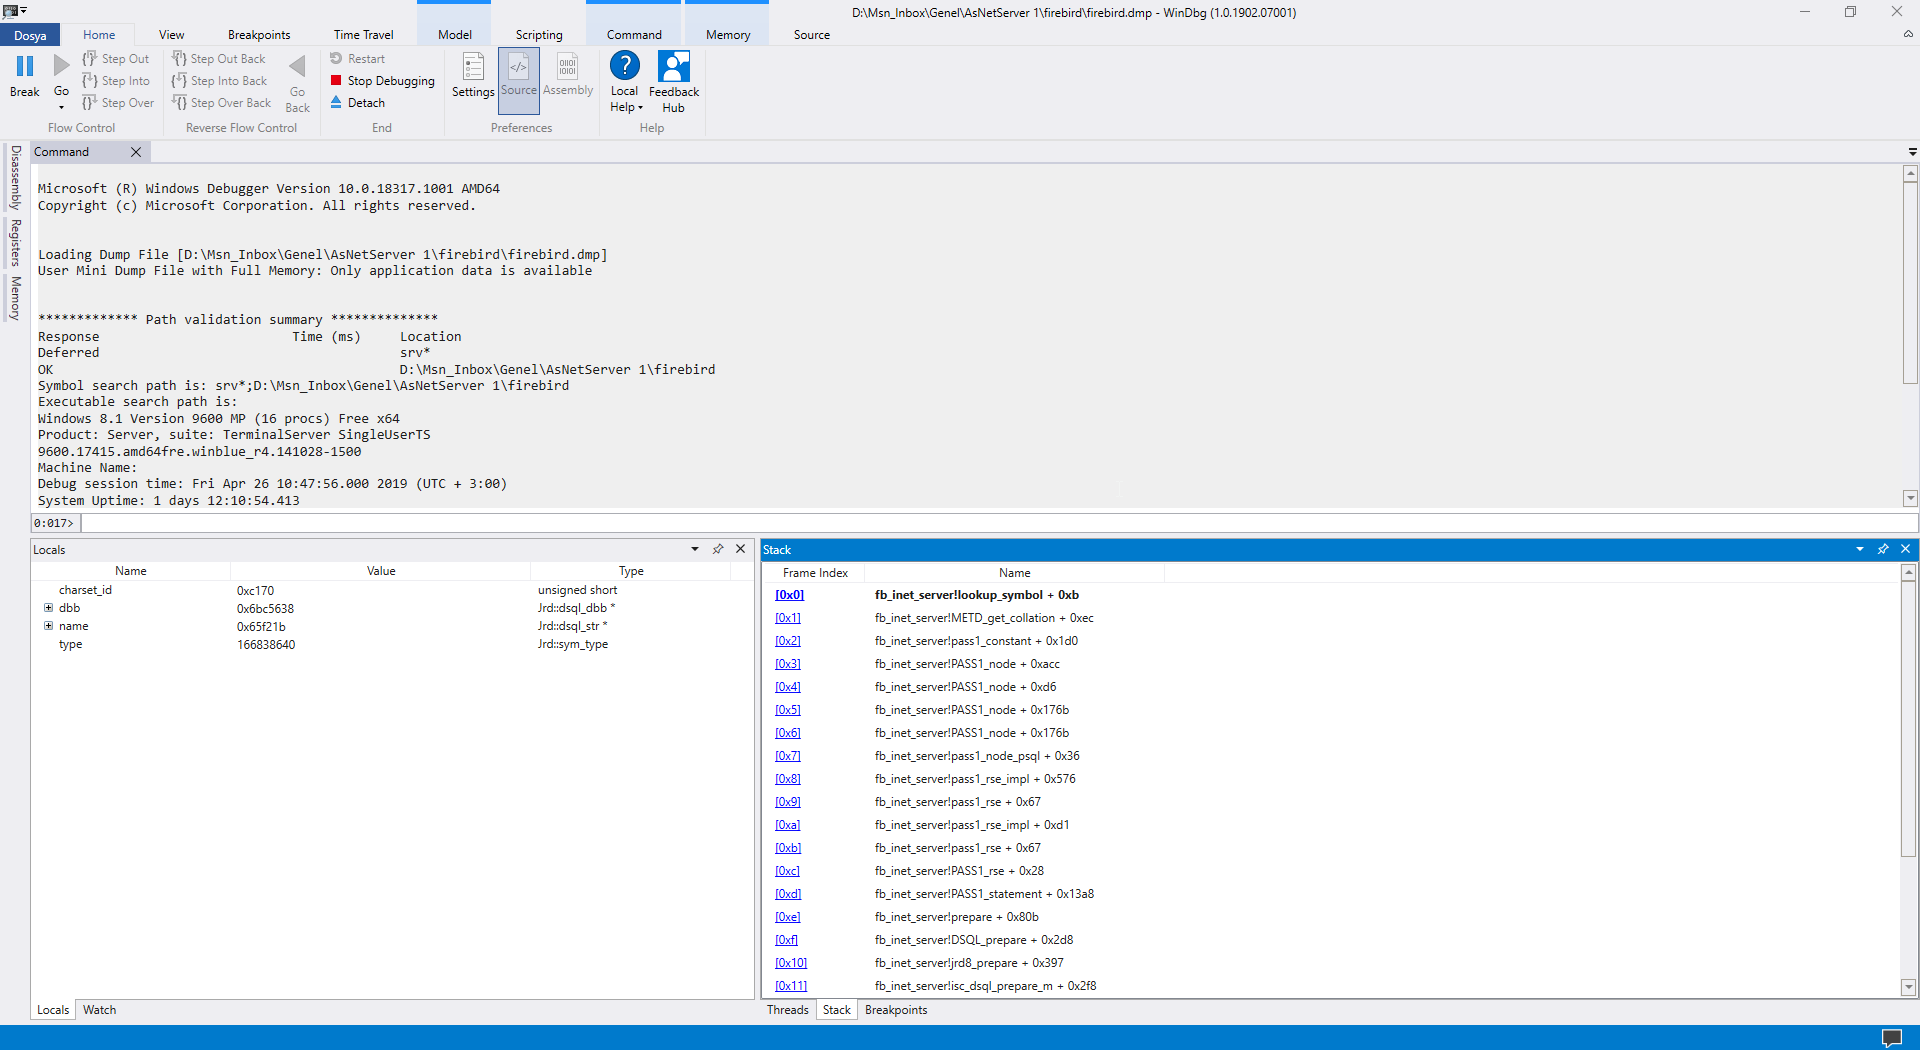 D:\Msn_Inbox\Genel\AsNetServer 1\firebird\firebird.dmp - WinDbg (1.0.1902.07001)
Dosya Home View Breakpoints Time Travel Model Scripting Command Memory Source
Break
Go
Step Out
Step Into
Step Over
Flow Control
Step Out Back
Step Into Back
Step Over Back
Go Back
Reverse Flow Control
Restart
Stop Debugging
Detach
End
Settings
Source
Assembly
Preferences
Local Help
Feedback Hub
Help
Disassembly
Registers
Memory
Command
Microsoft (R) Windows Debugger Version 10.0.18317.1001 AMD64
Copyright (c) Microsoft Corporation. All rights reserved.
Loading Dump File [D:\Msn_Inbox\Genel\AsNetServer 1\firebird\firebird.dmp]
User Mini Dump File with Full Memory: Only application data is available
************* Path validation summary **************
Response Time (ms) Location
Deferred srv*
OK D:\Msn_Inbox\Genel\AsNetServer 1\firebird
Symbol search path is: srv*;D:\Msn_Inbox\Genel\AsNetServer 1\firebird
Executable search path is:
Windows 8.1 Version 9600 MP (16 procs) Free x64
Product: Server, suite: TerminalServer SingleUserTS
9600.17415.amd64fre.winblue_r4.141028-1500
Machine Name:
Debug session time: Fri Apr 26 10:47:56.000 2019 (UTC + 3:00)
System Uptime: 1 days 12:10:54.413
0:017>
Locals
Name Value Type
charset_id 0xc170 unsigned short
dbb 0x6bc5638 Jrd::dsql_dbb *
name 0x65f21b Jrd::dsql_str *
type 166838640 Jrd::sym_type
Locals Watch
Stack
Frame Index Name
[0x0] fb_inet_server!lookup_symbol + 0xb
[0x1] fb_inet_server!METD_get_collation + 0xec
[0x2] fb_inet_server!pass1_constant + 0x1d0
[0x3] fb_inet_server!PASS1_node + 0xacc
[0x4] fb_inet_server!PASS1_node + 0xd6
[0x5] fb_inet_server!PASS1_node + 0x176b
[0x6] fb_inet_server!PASS1_node + 0x176b
[0x7] fb_inet_server!pass1_node_psql + 0x36
[0x8] fb_inet_server!pass1_rse_impl + 0x576
[0x9] fb_inet_server!pass1_rse + 0x67
[0xa] fb_inet_server!pass1_rse_impl + 0xd1
[0xb] fb_inet_server!pass1_rse + 0x67
[0xc] fb_inet_server!PASS1_rse + 0x28
[0xd] fb_inet_server!PASS1_statement + 0x13a8
[0xe] fb_inet_server!prepare + 0x80b
[0xf] fb_inet_server!DSQL_prepare + 0x2d8
[0x10] fb_inet_server!jrd8_prepare + 0x397
[0x11] fb_inet_server!isc_dsql_prepare_m + 0x2f8
Threads Stack Breakpoints